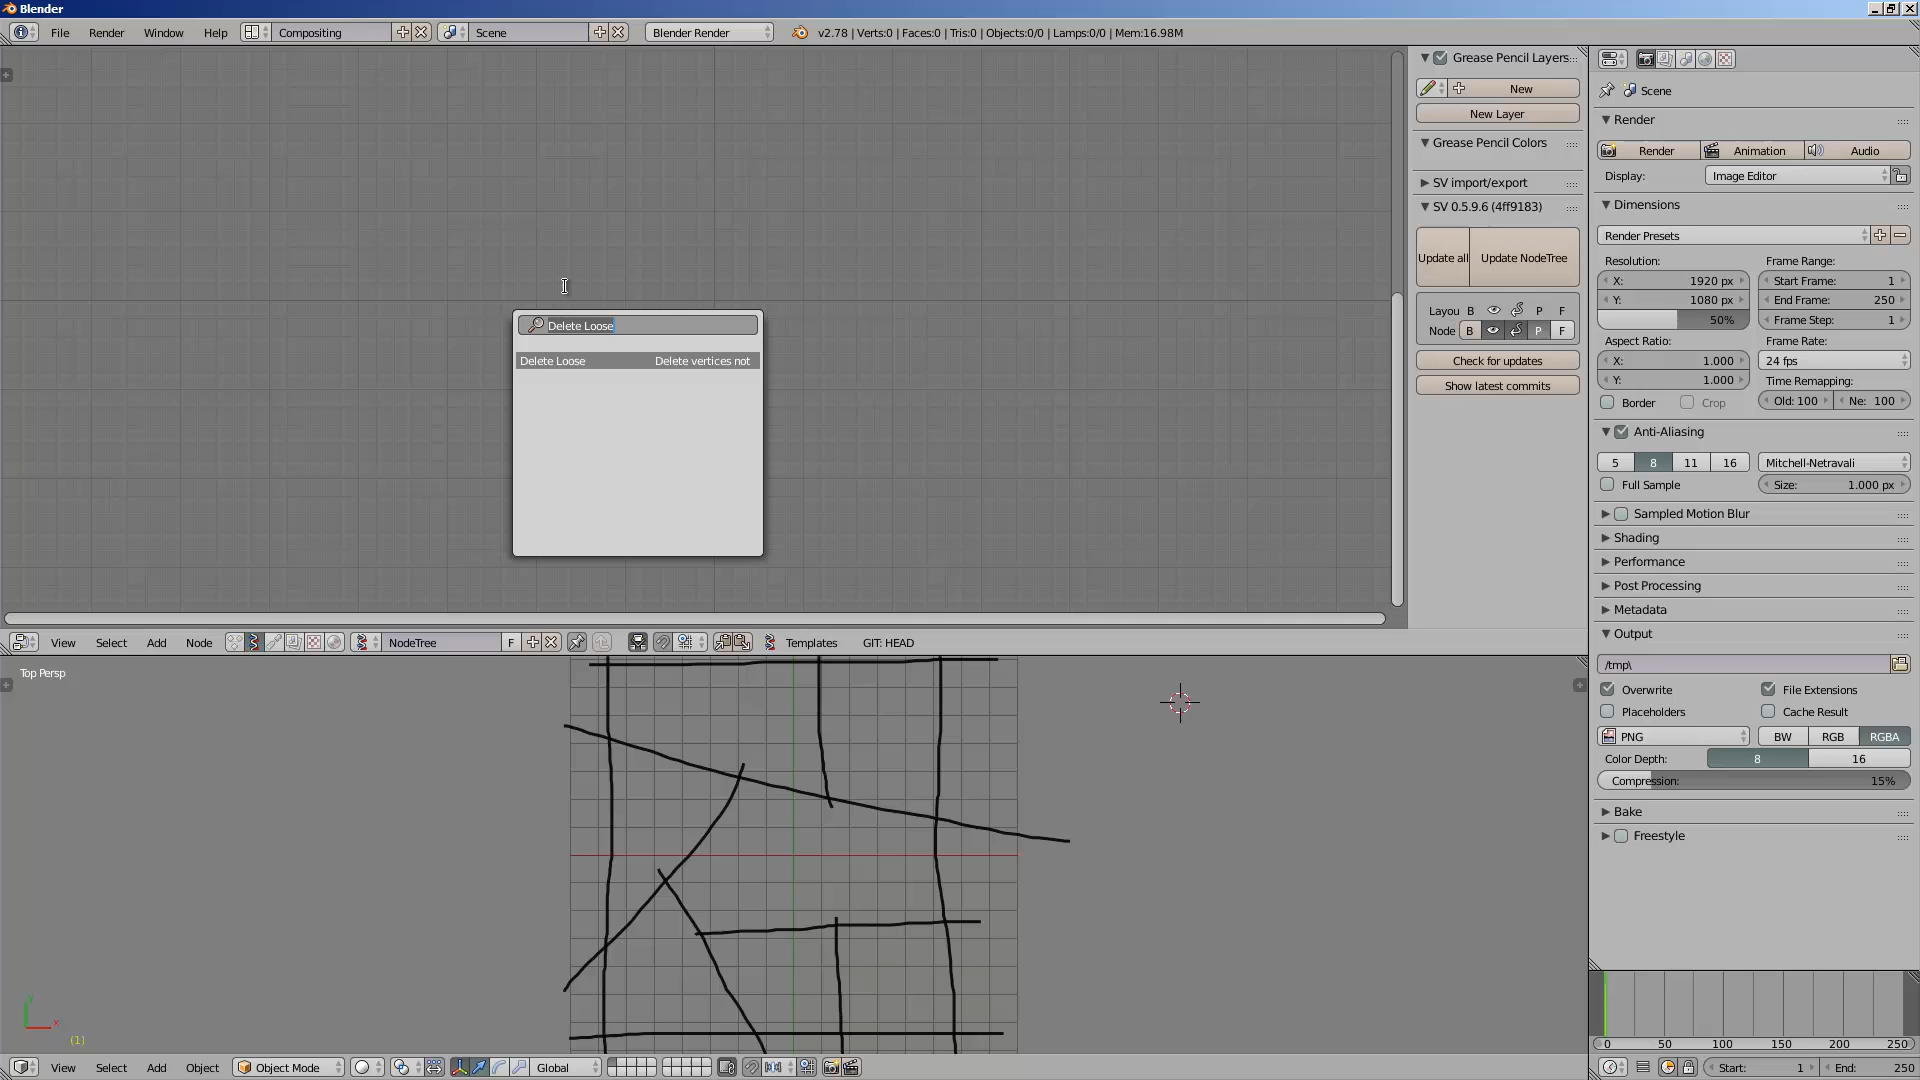 Blender
File Render Window Help Compositing Scene Blender Render v2.78 | Verts:0 | Faces:0 | Tris:0 | Objects:0/0 | Lamps:0/0 | Mem:16.98M
Grease Pencil Layers
New
New Layer
Grease Pencil Colors
SV import/export
SV 0.5.9.6 (4ff9183)
Update all Update NodeTree
Layou B P F
Node B P F
Check for updates
Show latest commits
Delete Loose
Delete Loose Delete vertices not
View Select Add Node NodeTree F Templates GIT: HEAD
Top Persp
y
x
(1)
View Select Add Object Object Mode Global
Scene
Render
Render Animation Audio
Display: Image Editor
Dimensions
Render Presets
Resolution: Frame Range:
X: 1920 px Start Frame: 1
Y: 1080 px End Frame: 250
50% Frame Step: 1
Aspect Ratio: Frame Rate:
X: 1.000 24 fps
Y: 1.000 Time Remapping:
Border Crop Old: 100 Ne: 100
Anti-Aliasing
5 8 11 16 Mitchell-Netravali
Full Sample Size: 1.000 px
Sampled Motion Blur
Shading
Performance
Post Processing
Metadata
Output
/tmp\
Overwrite File Extensions
Placeholders Cache Result
PNG BW RGB RGBA
Color Depth: 8 16
Compression: 15%
Bake
Freestyle
0 50 100 150 200 250
Start: 1 End: 250